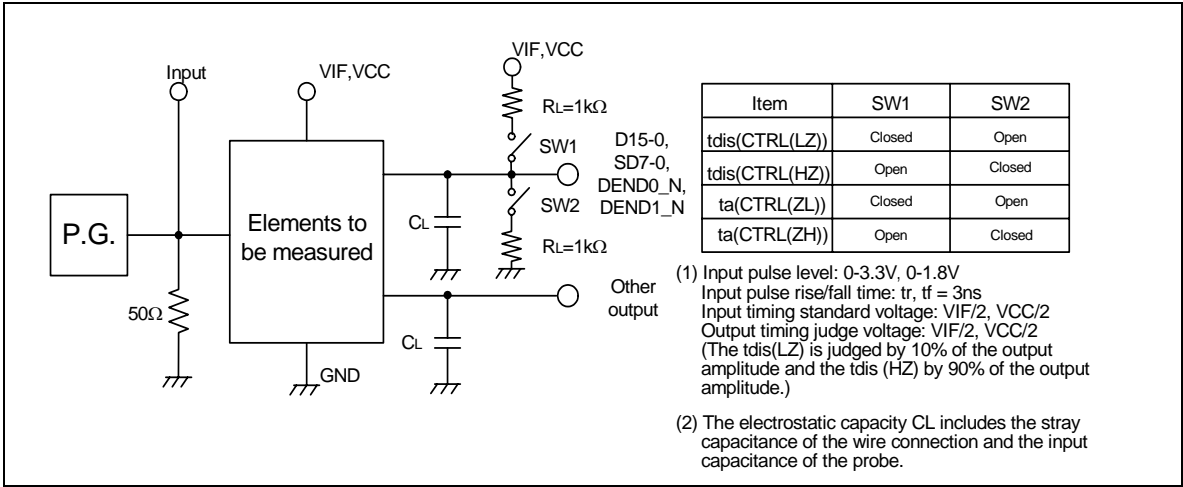 Input
VIF,VCC
VIF,VCC
RL=1kΩ
SW1
D15-0,
SD7-0,
DEND0_N,
DEND1_N
SW2
RL=1kΩ
P.G.
Elements to
be measured
CL
50Ω
Other
output
CL
GND
Item SW1 SW2
tdis(CTRL(LZ)) Closed Open
tdis(CTRL(HZ)) Open Closed
ta(CTRL(ZL)) Closed Open
ta(CTRL(ZH)) Open Closed
(1) Input pulse level: 0-3.3V, 0-1.8V
Input pulse rise/fall time: tr, tf = 3ns
Input timing standard voltage: VIF/2, VCC/2
Output timing judge voltage: VIF/2, VCC/2
(The tdis(LZ) is judged by 10% of the output
amplitude and the tdis (HZ) by 90% of the output
amplitude.)
(2) The electrostatic capacity CL includes the stray
capacitance of the wire connection and the input
capacitance of the probe.